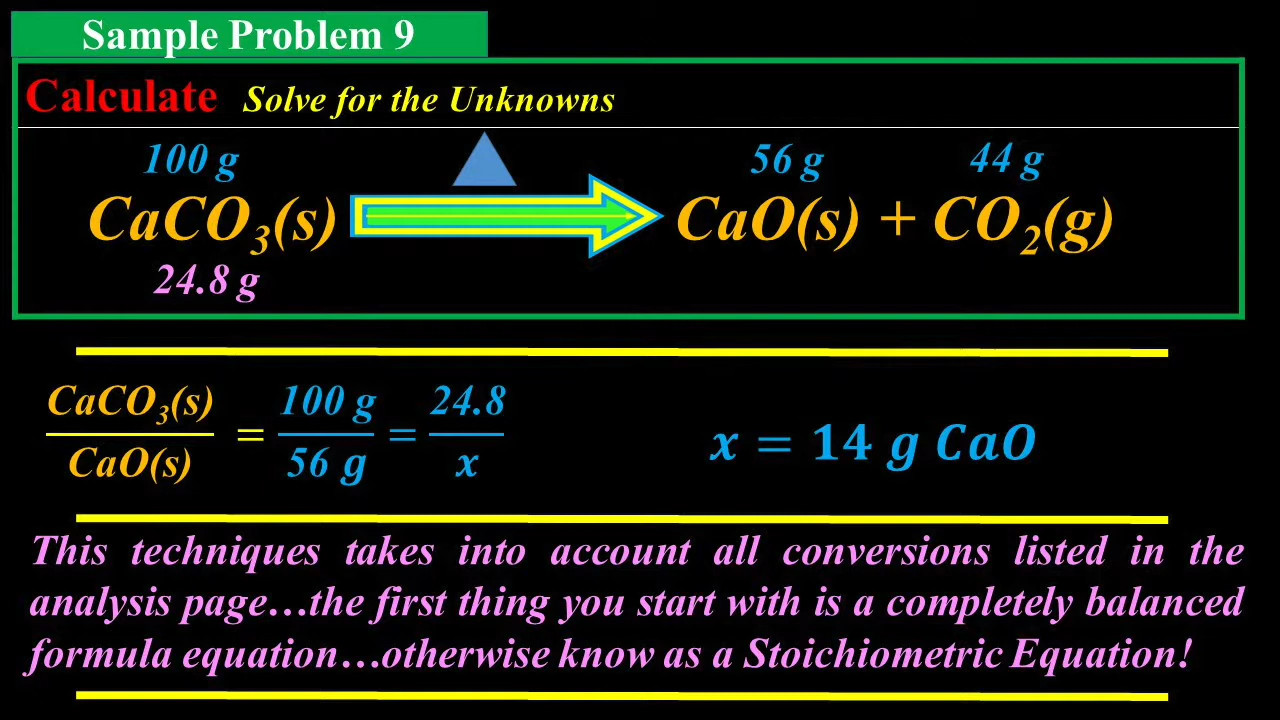 Sample Problem 9
Calculate Solve for the Unknowns
100 g 56 g 44 g
CaCO₃(s) CaO(s) + CO₂(g)
24.8 g
CaCO₃(s) / CaO(s) = 100 g / 56 g = 24.8 / x
x = 14 g CaO
This techniques takes into account all conversions listed in the
analysis page…the first thing you start with is a completely balanced
formula equation…otherwise know as a Stoichiometric Equation!